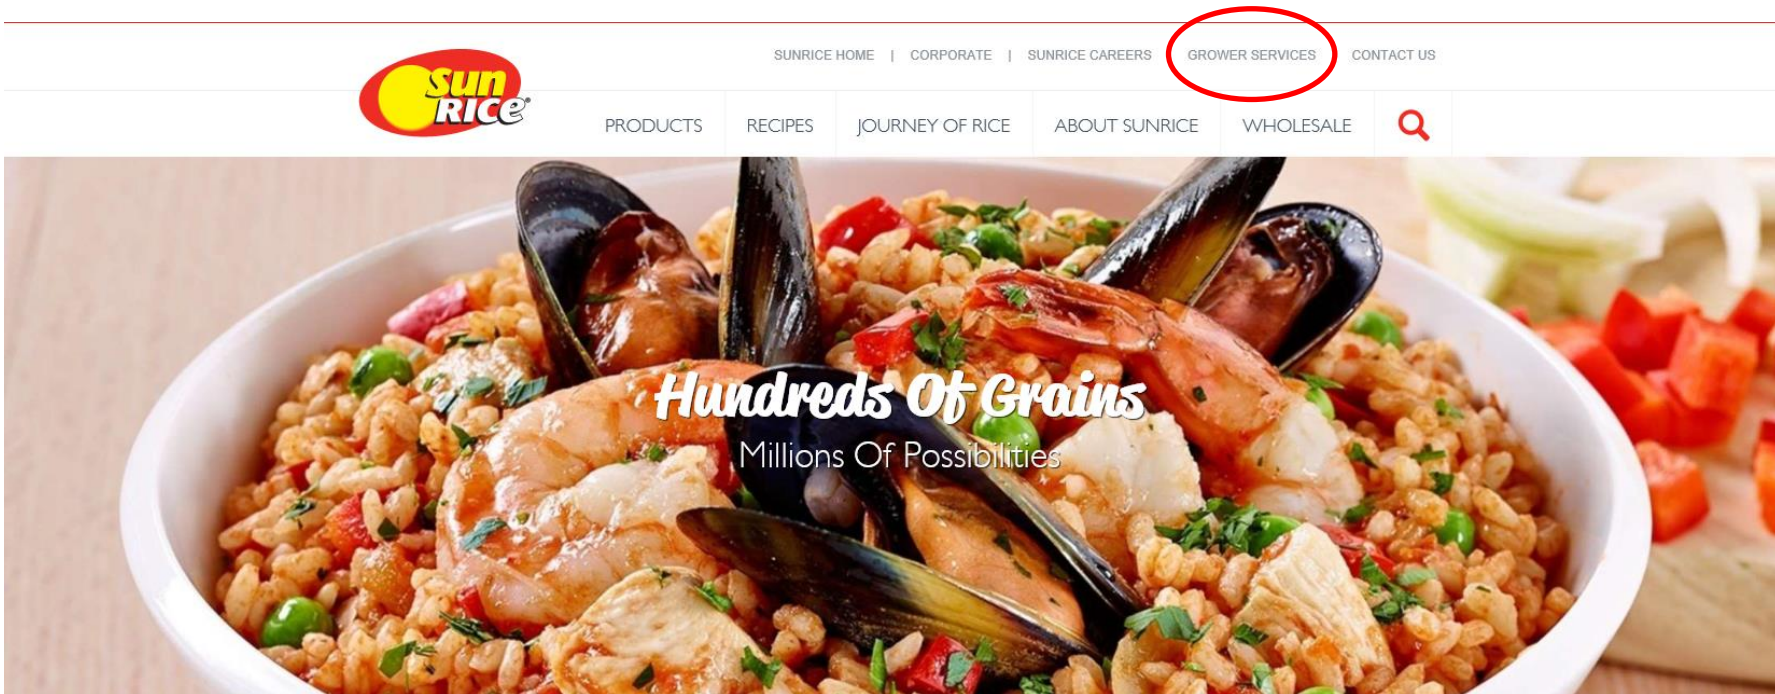 SUNRICE HOME | CORPORATE | SUNRICE CAREERS GROWER SERVICES CONTACT US
Sun
RICE®
PRODUCTS RECIPES JOURNEY OF RICE ABOUT SUNRICE WHOLESALE
Hundreds Of Grains
Millions Of Possibilities